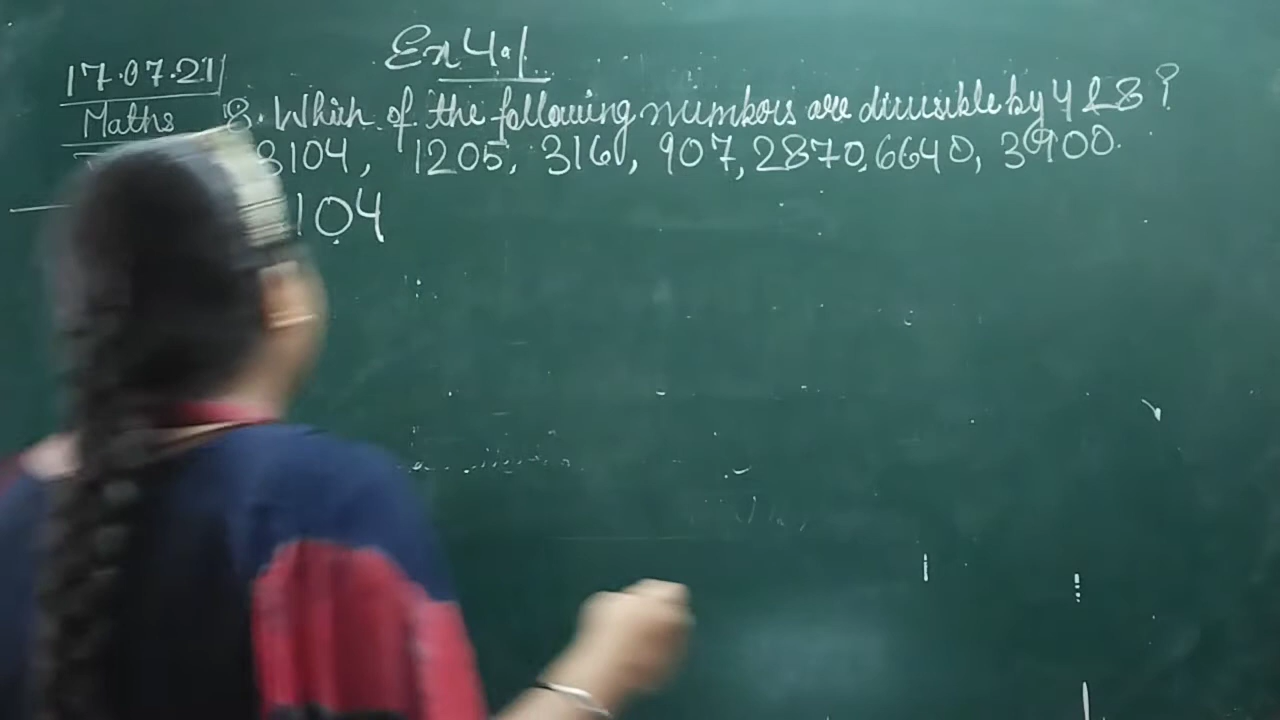 Ex 4.1
17.07.21
Maths
8. Which of the following numbers are divisible by 4 & 8 ?
8104, 1205, 3160, 907, 2870, 6640, 3900.
104